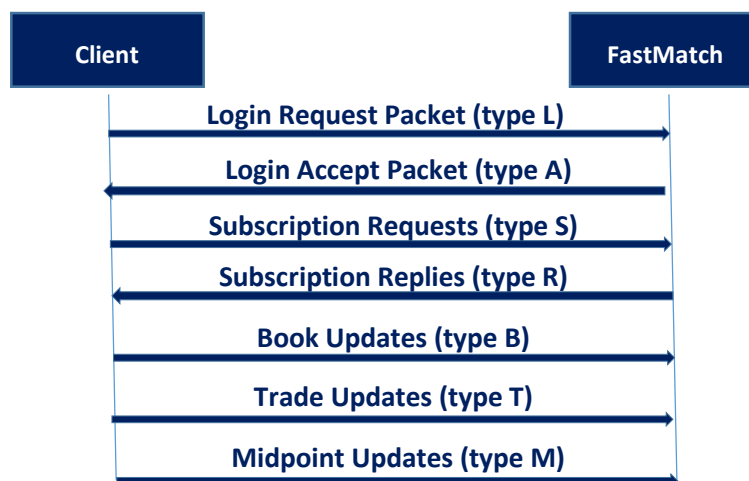 Client
FastMatch
Login Request Packet (type L)
Login Accept Packet (type A)
Subscription Requests (type S)
Subscription Replies (type R)
Book Updates (type B)
Trade Updates (type T)
Midpoint Updates (type M)